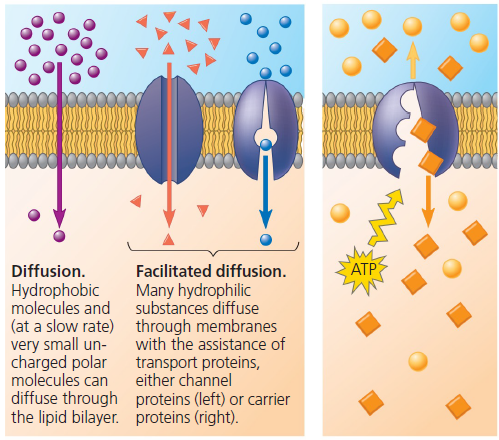 Diffusion.
Hydrophobic
molecules and
(at a slow rate)
very small un-
charged polar
molecules can
diffuse through
the lipid bilayer.
Facilitated diffusion.
Many hydrophilic
substances diffuse
through membranes
with the assistance of
transport proteins,
either channel
proteins (left) or carrier
proteins (right).
ATP